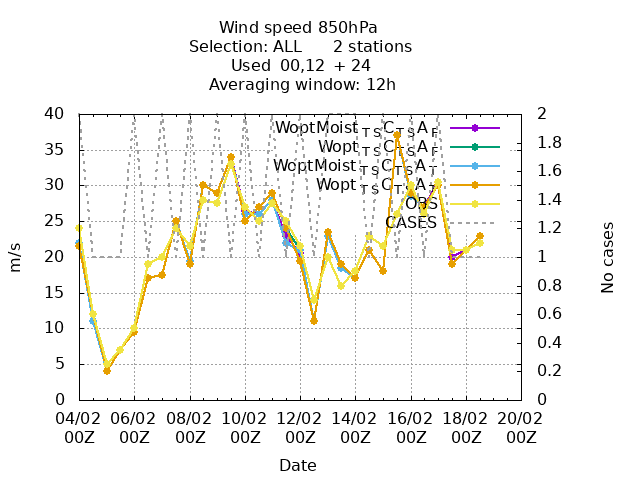 Wind speed 850hPa
Selection: ALL 2 stations
Used 00,12 + 24
Averaging window: 12h
40 2
35 1.8
30 1.6
25 1.4
20 1.2
15 1
10 0.8
5 0.6
0 0.4
0.2
0
WoptMoist T S C T S A F
Wopt T S C T S A F
WoptMoist T S C T S A T
Wopt T S C T S A T
OBS
CASES
m/s
No cases
04/02 06/02 08/02 10/02 12/02 14/02 16/02 18/02 20/02
00Z 00Z 00Z 00Z 00Z 00Z 00Z 00Z 00Z
Date